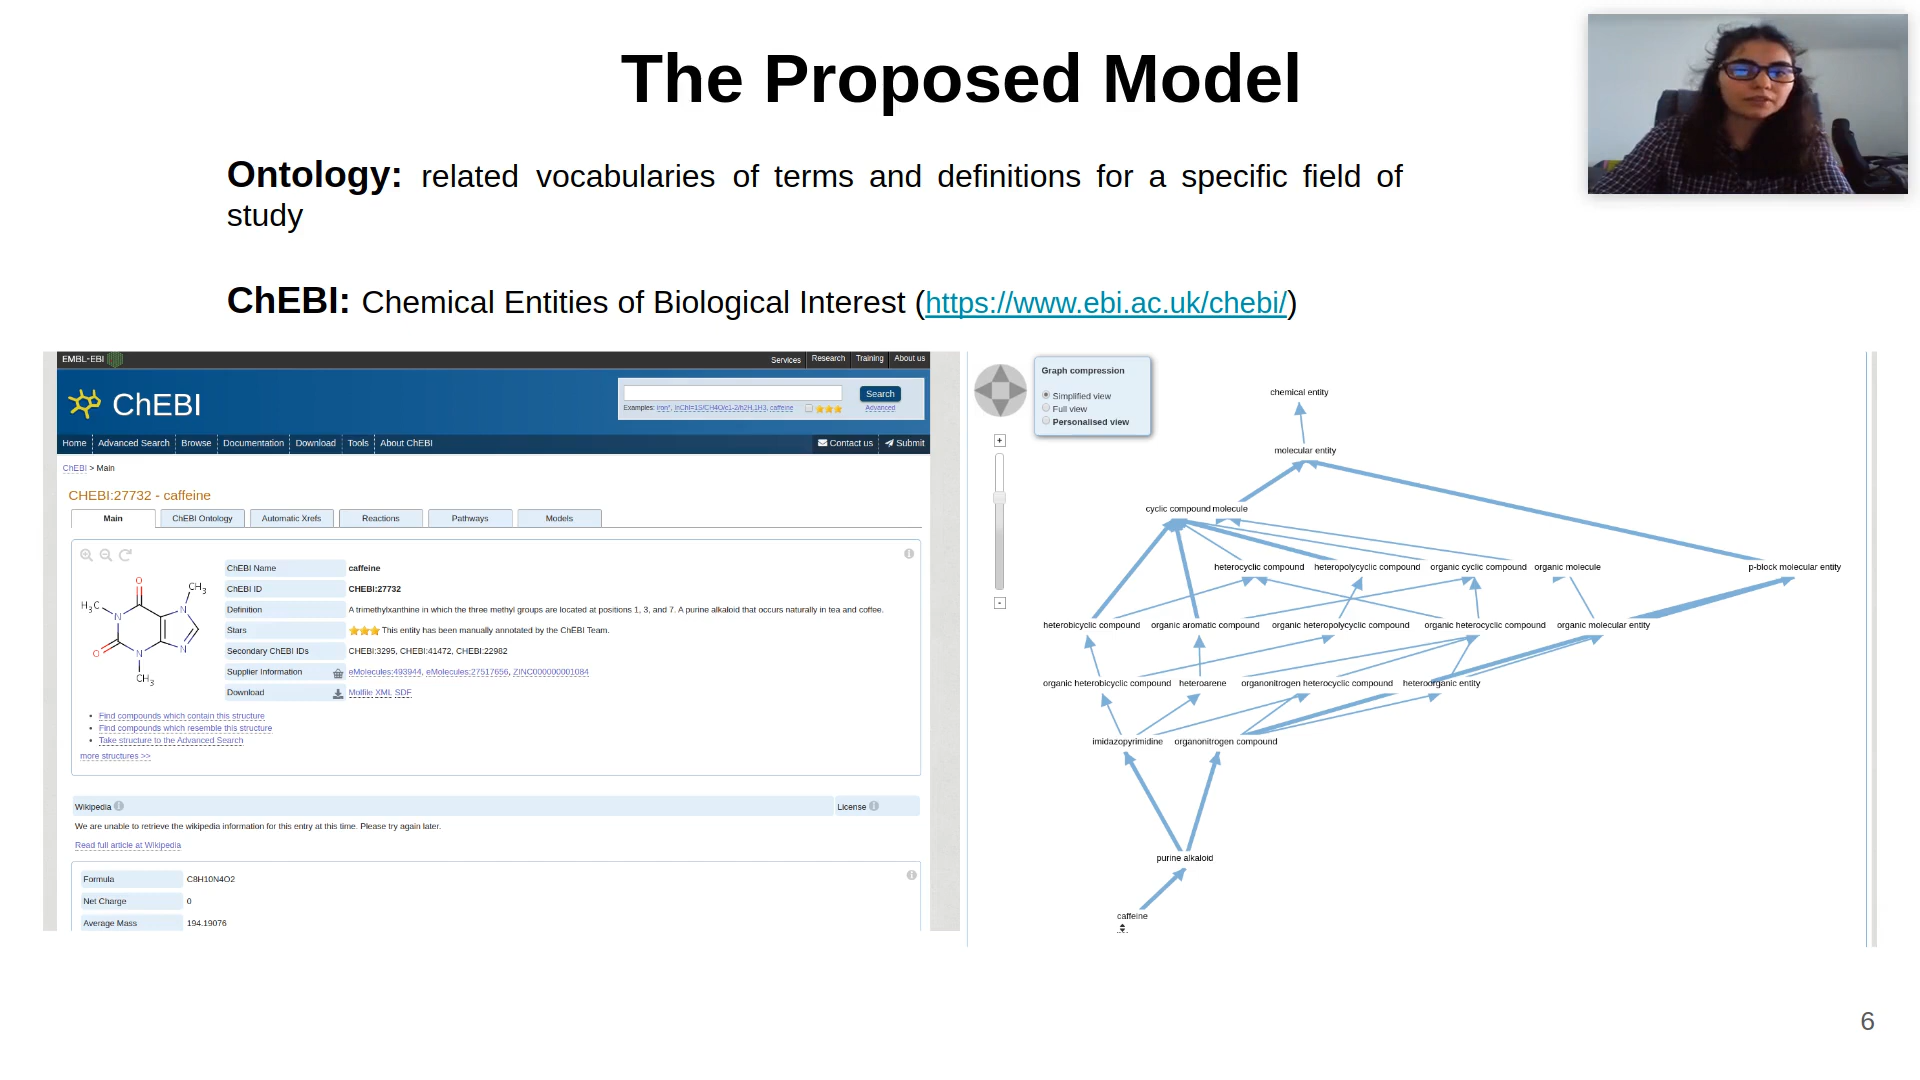 The Proposed Model
Ontology: related vocabularies of terms and definitions for a specific field of
study
ChEBI: Chemical Entities of Biological Interest (https://www.ebi.ac.uk/chebi/)
EMBL-EBI
Services Research Training About us
ChEBI
Search
Examples: iron*, InChI=1S/CH4O/c1-2/h2H,1H3, caffeine
Advanced
Home Advanced Search Browse Documentation Download Tools About ChEBI Contact us Submit
ChEBI > Main
CHEBI:27732 - caffeine
Main ChEBI Ontology Automatic Xrefs Reactions Pathways Models
O
CH3
H3C
N
N
N
N
O
CH3
ChEBI Name caffeine
ChEBI ID CHEBI:27732
Definition A trimethylxanthine in which the three methyl groups are located at positions 1, 3, and 7. A purine alkaloid that occurs naturally in tea and coffee.
Stars This entity has been manually annotated by the ChEBI Team.
Secondary ChEBI IDs CHEBI:3295, CHEBI:41472, CHEBI:22982
Supplier Information eMolecules:493944, eMolecules:27517656, ZINC000000001084
Download Molfile XML SDF
• Find compounds which contain this structure
• Find compounds which resemble this structure
• Take structure to the Advanced Search
more structures >>
Wikipedia License
We are unable to retrieve the wikipedia information for this entry at this time. Please try again later.
Read full article at Wikipedia
Formula C8H10N4O2
Net Charge 0
Average Mass 194.19076
Graph compression
Simplified view
Full view
Personalised view
+
-
chemical entity
molecular entity
cyclic compound molecule
heterocyclic compound heteropolycyclic compound organic cyclic compound organic molecule p-block molecular entity
heterobicyclic compound organic aromatic compound organic heteropolycyclic compound organic heterocyclic compound organic molecular entity
organic heterobicyclic compound heteroarene organonitrogen heterocyclic compound heteroorganic entity
imidazopyrimidine organonitrogen compound
purine alkaloid
caffeine
6